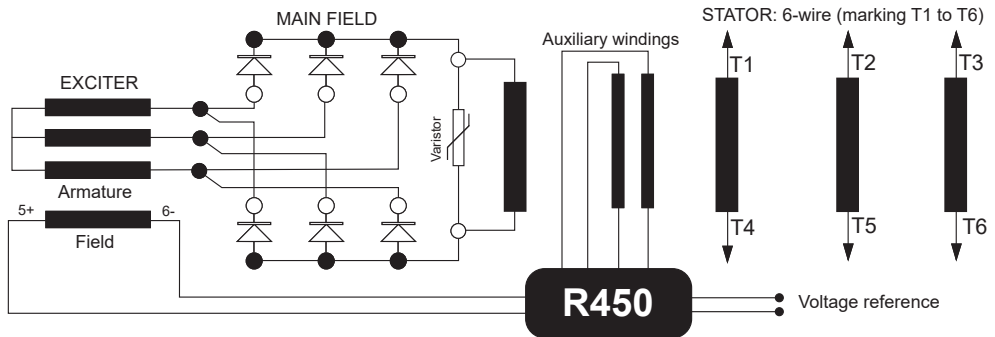 MAIN FIELD
STATOR: 6-wire (marking T1 to T6)
Auxiliary windings
T1
T2
T3
EXCITER
Varistor
Armature
5+
6-
Field
T4
T5
T6
R450
Voltage reference